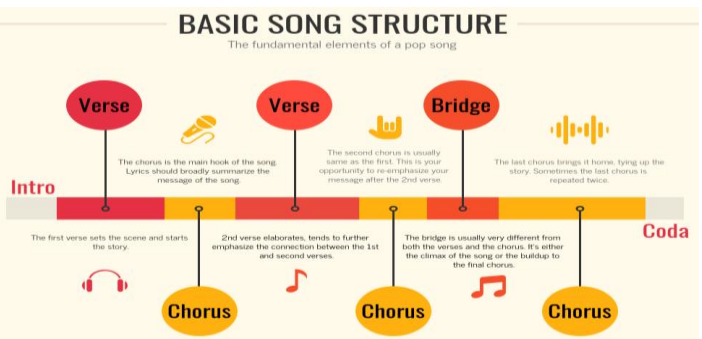 BASIC SONG STRUCTURE
The fundamental elements of a pop song
Verse
Verse
Bridge
The chorus is the main hook of the song.
Lyrics should broadly summarize the
message of the song.
The second chorus is usually
same as the first. This is your
opportunity to re-emphasize your
message after the 2nd verse.
The last chorus brings it home, tying up the
story. Sometimes the last chorus is
repeated twice.
Intro
Coda
The first verse sets the scene and starts
the story.
2nd verse elaborates, tends to further
emphasize the connection between the 1st
and second verses.
The bridge is usually very different from
both the verses and the chorus. It's either
the climax of the song or the buildup to
the final chorus.
Chorus
Chorus
Chorus